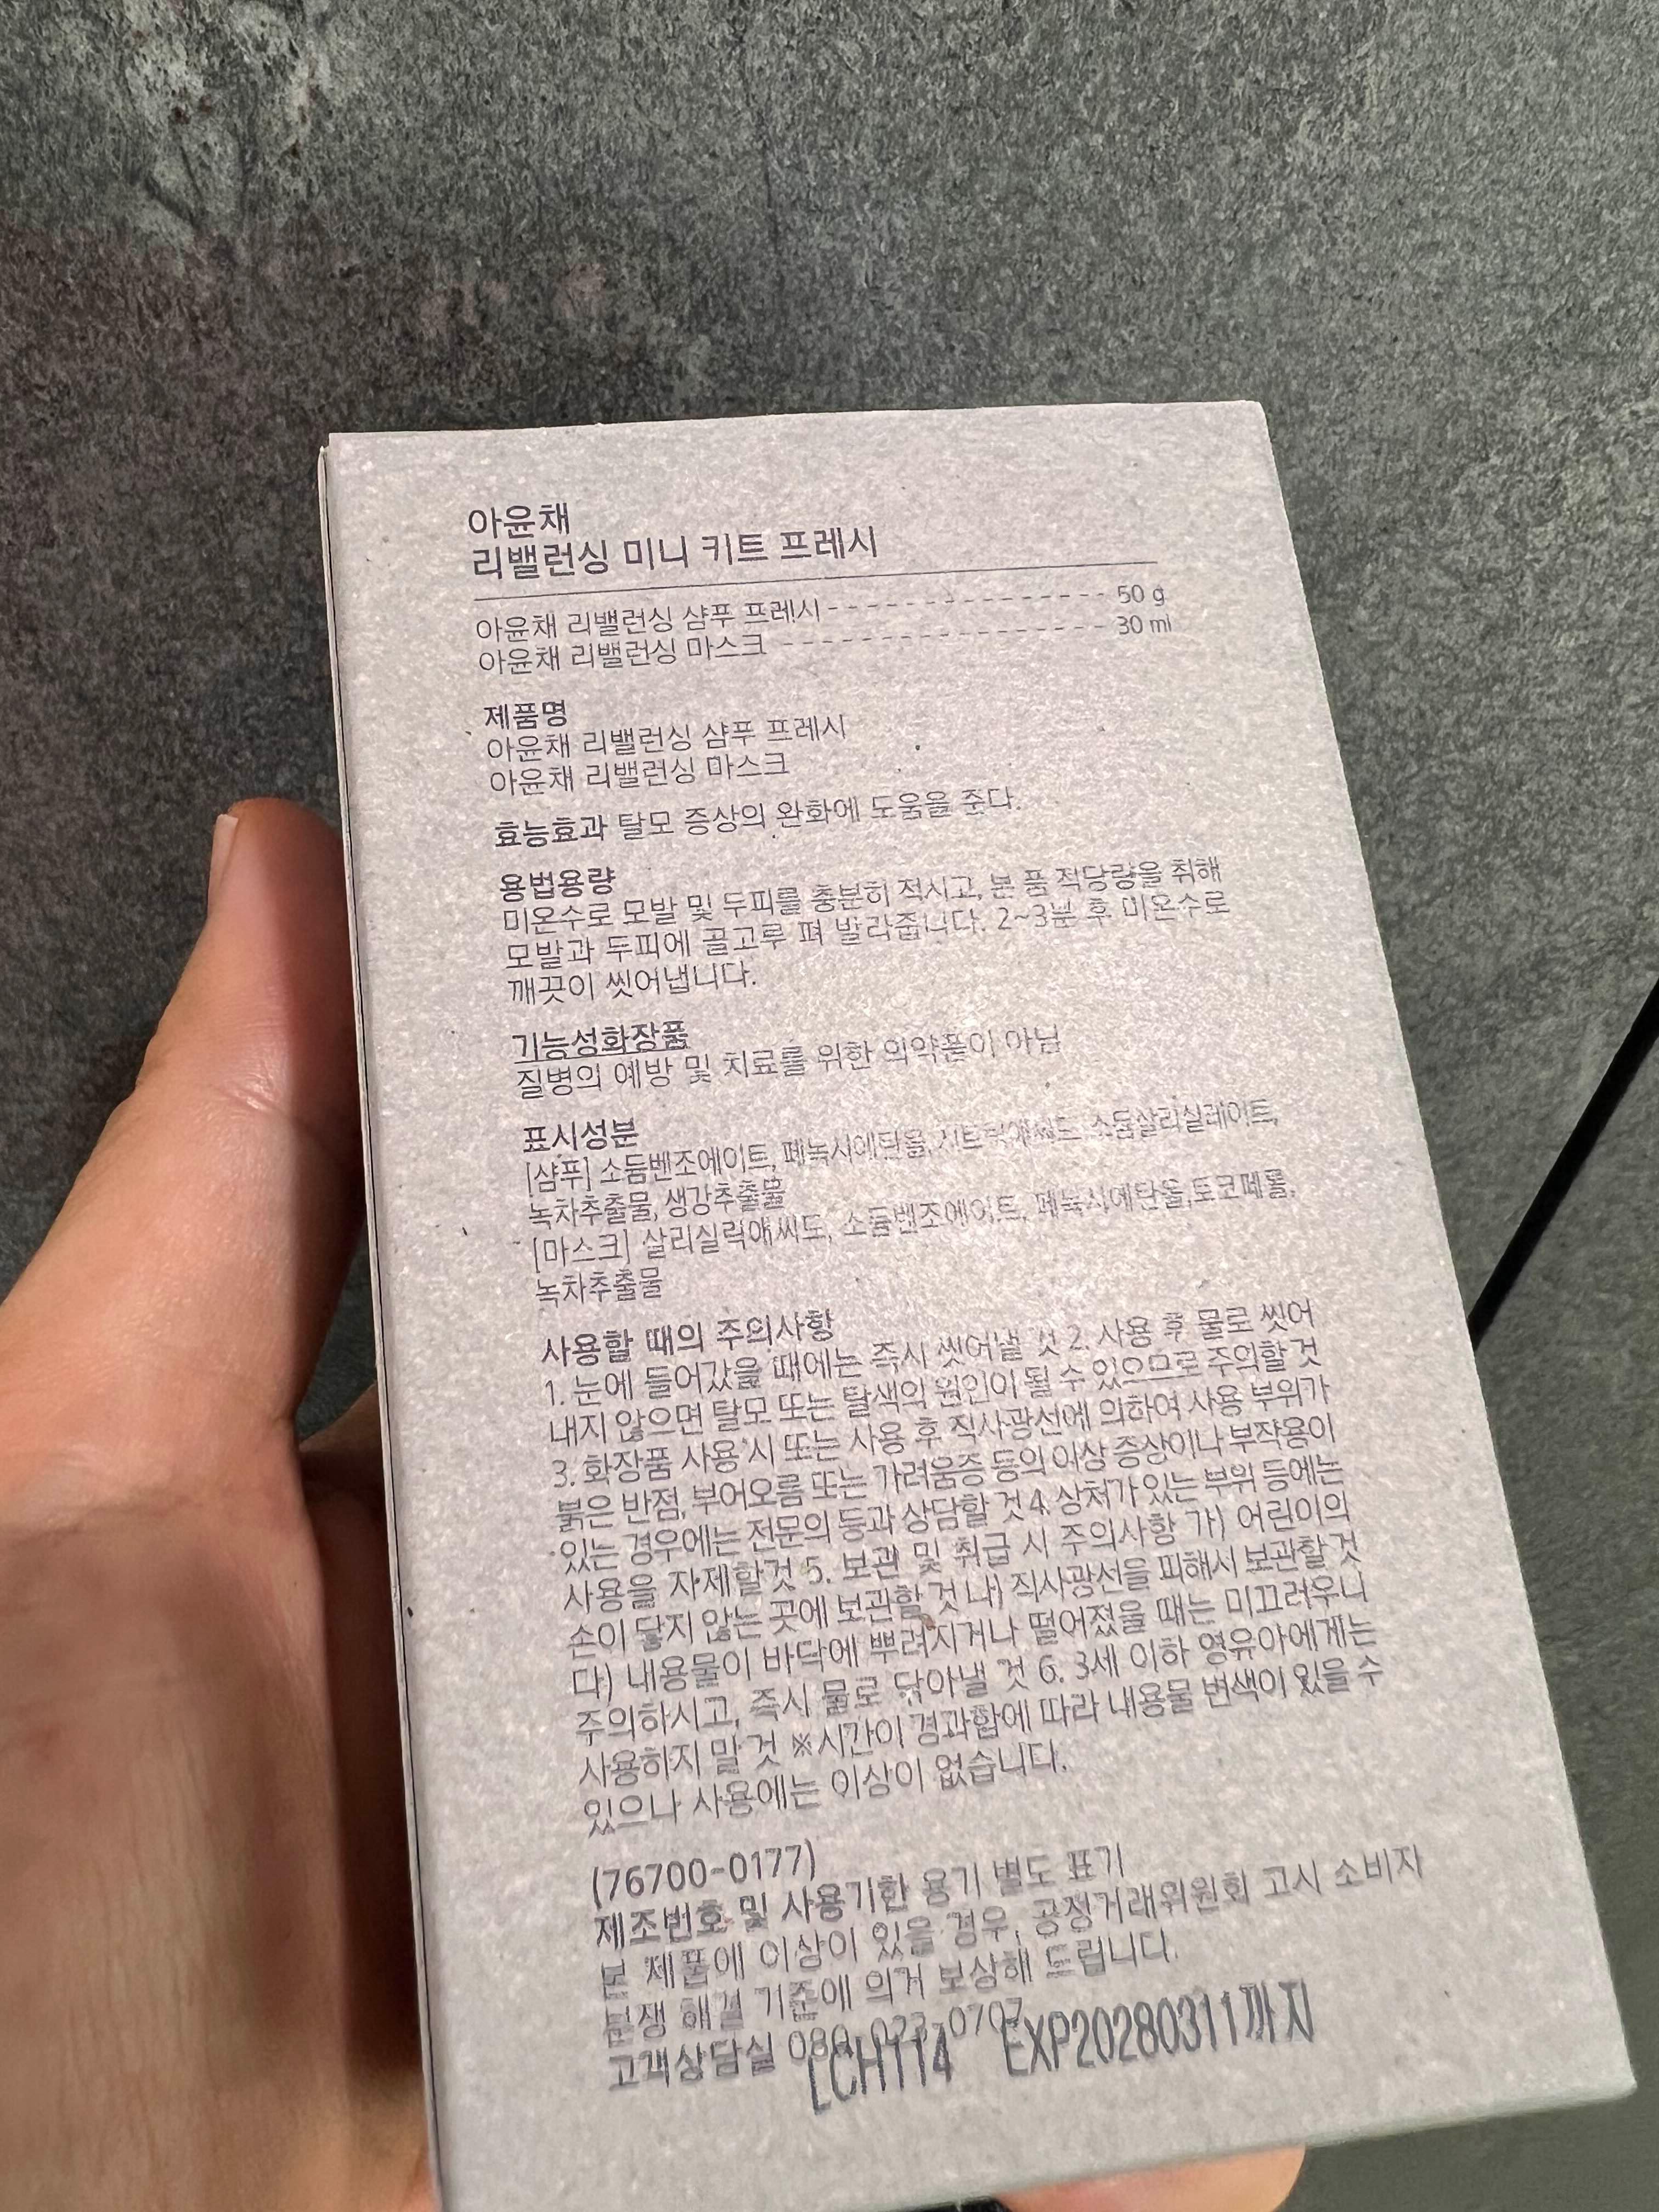 아윤채
리밸런싱 미니 키트 프레시
아윤채 리밸런싱 샴푸 프레시 - - - - - - - - - - - - - - 50 g
아윤채 리밸런싱 마스크 - - - - - - - - - - - - - - - - 30 ml
제품명
아윤채 리밸런싱 샴푸 프레시
아윤채 리밸런싱 마스크
효능효과 탈모 증상의 완화에 도움을 준다.
용법용량
미온수로 모발 및 두피를 충분히 적시고, 본 품 적당량을 취해
모발과 두피에 골고루 펴 발라줍니다. 2~3분 후 미온수로
깨끗이 씻어냅니다.
기능성화장품
질병의 예방 및 치료를 위한 의약품이 아님
표시성분
[샴푸] 소듐벤조에이트, 페녹시에탄올, 시트릭애씨드, 소듐살리실레이트,
녹차추출물, 생강추출물
[마스크] 살리실릭애씨드, 소듐벤조에이트, 페녹시에탄올,토코페롤,
녹차추출물
사용할 때의 주의사항
1. 눈에 들어갔을 때에는 즉시 씻어낼 것 2. 사용 후 물로 씻어
내지 않으면 탈모 또는 탈색의 원인이 될 수 있으므로 주의할 것
3. 화장품 사용 시 또는 사용 후 직사광선에 의하여 사용 부위가
붉은 반점, 부어오름 또는 가려움증 등의 이상 증상이나 부작용이
있는 경우에는 전문의 등과 상담할 것 4. 상처가 있는 부위 등에는
사용을 자제할것 5. 보관 및 취급 시 주의사항 가) 어린이의
손이 닿지 않는 곳에 보관할 것 나) 직사광선을 피해서 보관할 것
다) 내용물이 바닥에 뿌려지거나 떨어졌을 때는 미끄러우니
주의하시고, 즉시 물로 닦아낼 것 6. 3세 이하 영유아에게는
사용하지 말 것 ※시간이 경과함에 따라 내용물 변색이 있을 수
있으나 사용에는 이상이 없습니다.
(76700-0177)
제조번호 및 사용기한 용기 별도 표기
본 제품에 이상이 있을 경우, 공정거래위원회 고시 소비자
분쟁 해결 기준에 의거 보상해 드립니다.
고객상담실 080-023-0707
LCH114 EXP20280311까지